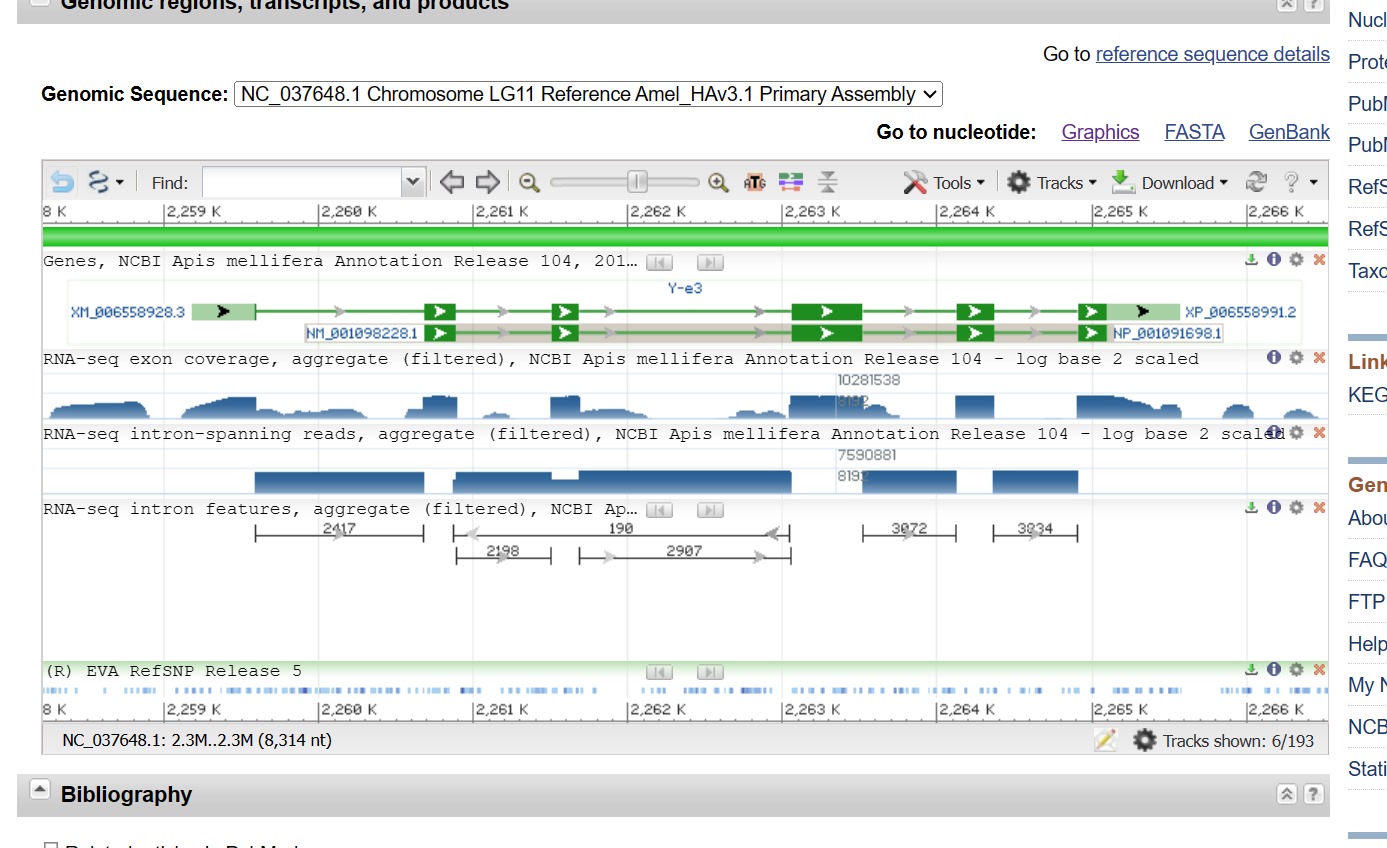 Genomic regions, transcripts, and products
Nucl
Go to reference sequence details
Prote
Genomic Sequence: NC_037648.1 Chromosome LG11 Reference Amel_HAv3.1 Primary Assembly
PubM
Go to nucleotide: Graphics FASTA GenBank
PubM
Find: ATG Tools Tracks Download ?
RefS
8 K 2,259 K 2,260 K 2,261 K 2,262 K 2,263 K 2,264 K 2,265 K 2,266 K
RefS
Genes, NCBI Apis mellifera Annotation Release 104, 201…
Taxo
Y-e3
XM_006558928.3 XP_006558991.2
NM_001098228.1 NP_001091698.1
RNA-seq exon coverage, aggregate (filtered), NCBI Apis mellifera Annotation Release 104 - log base 2 scaled
Link
10281538
KEG
8192
RNA-seq intron-spanning reads, aggregate (filtered), NCBI Apis mellifera Annotation Release 104 - log base 2 scaled
7590881
8192
Gen
RNA-seq intron features, aggregate (filtered), NCBI Ap…
Abou
2417 190 3072 3834
2198 2907
FAQ
FTP
Help
(R) EVA RefSNP Release 5
My N
8 K 2,259 K 2,260 K 2,261 K 2,262 K 2,263 K 2,264 K 2,265 K 2,266 K
NCB
NC_037648.1: 2.3M..2.3M (8,314 nt) Tracks shown: 6/193
Stati
Bibliography ?